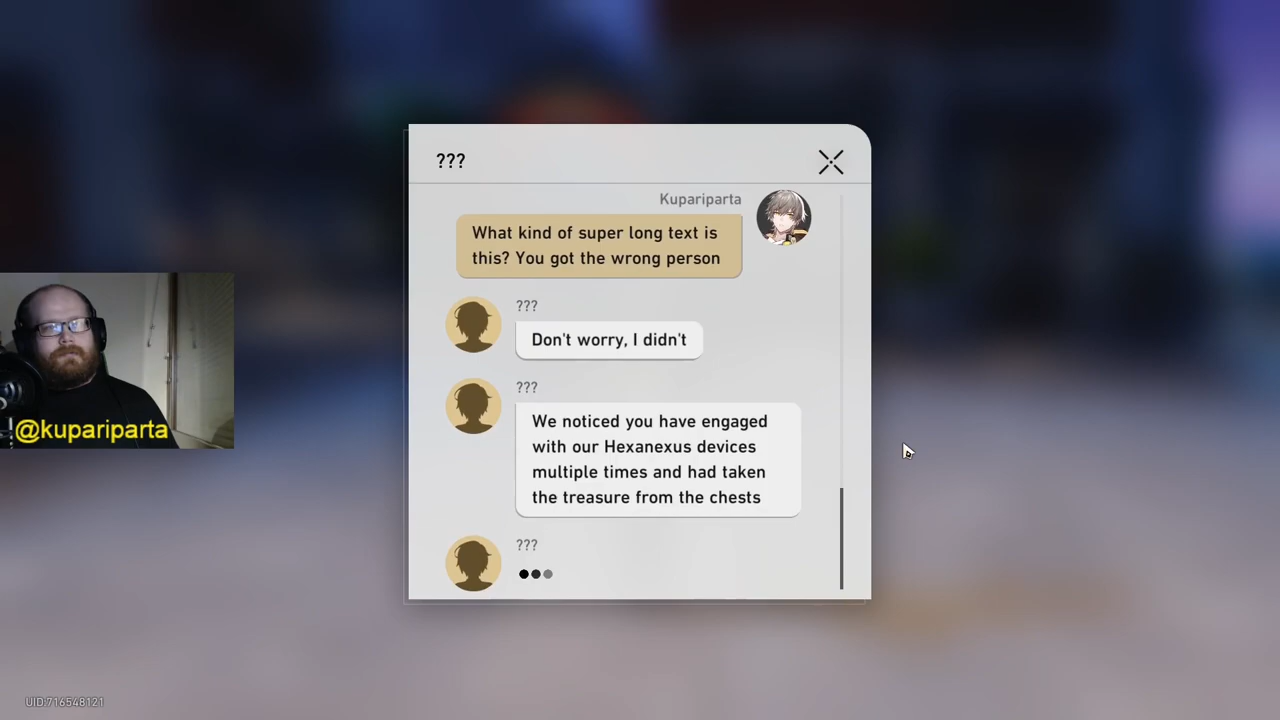 ???
Kupariparta
What kind of super long text is
this? You got the wrong person
???
Don't worry, I didn't
???
We noticed you have engaged
with our Hexanexus devices
multiple times and had taken
the treasure from the chests
???
@kupariparta
UID:716548121